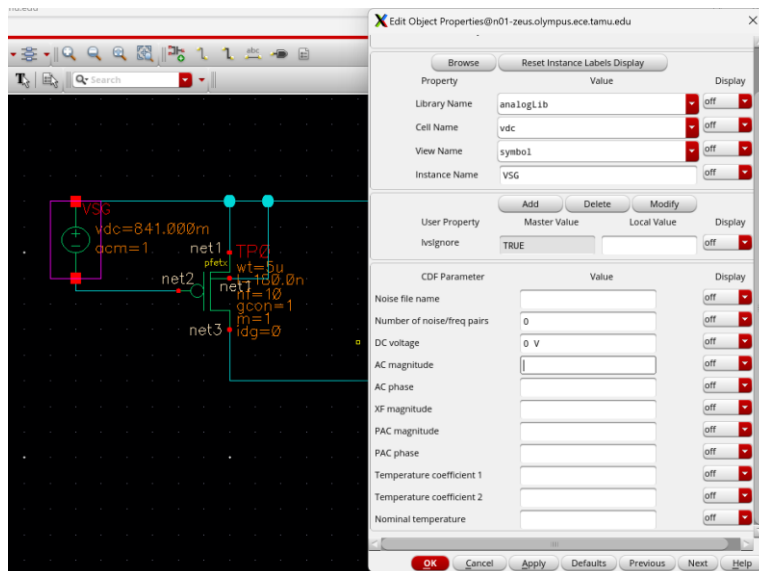 Edit Object Properties@n01-zeus.olympus.ece.tamu.edu
abc
T
Search
Browse Reset Instance Labels Display
Property Value Display
Library Name analogLib off
Cell Name vdc off
View Name symbol off
Instance Name VSG off
Add Delete Modify
User Property Master Value Local Value Display
lvsIgnore TRUE off
CDF Parameter Value Display
Noise file name off
Number of noise/freq pairs 0 off
DC voltage 0 V off
AC magnitude off
AC phase off
XF magnitude off
PAC magnitude off
PAC phase off
Temperature coefficient 1 off
Temperature coefficient 2 off
Nominal temperature off
OK Cancel Apply Defaults Previous Next Help
VSG
vdc=841.000m
acm=1
net1 TP0
pfetx wt=5u
net2
nf=10
gcon=1
m=1
net3 idg=0